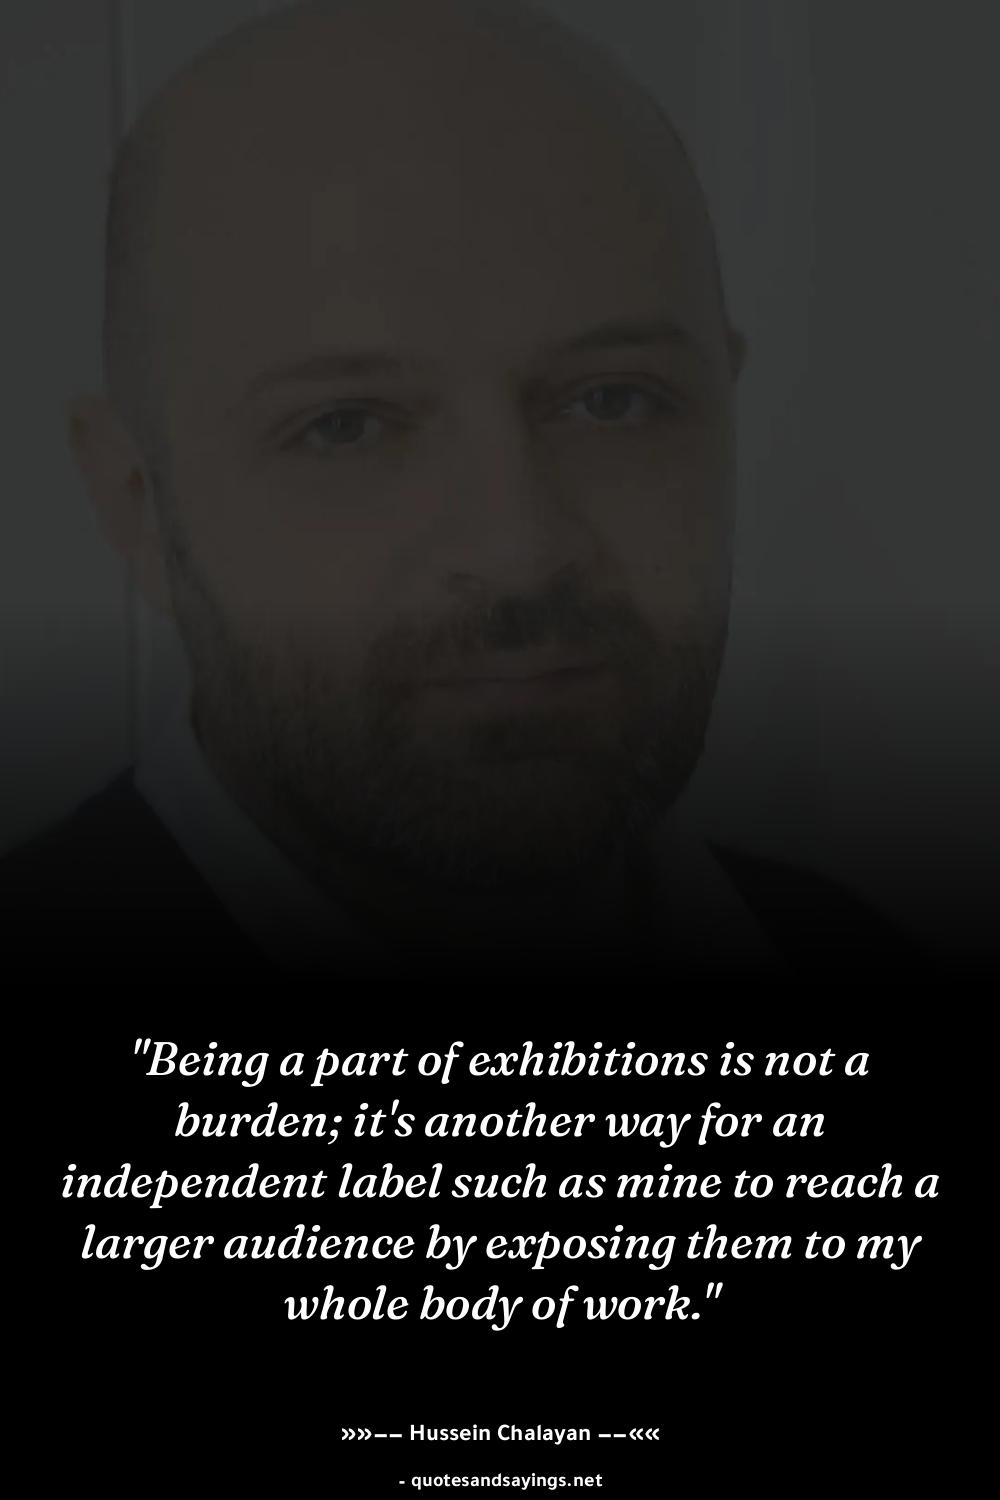 "Being a part of exhibitions is not a
burden; it's another way for an
independent label such as mine to reach a
larger audience by exposing them to my
whole body of work."
»»−− Hussein Chalayan −−««
- quotesandsayings.net